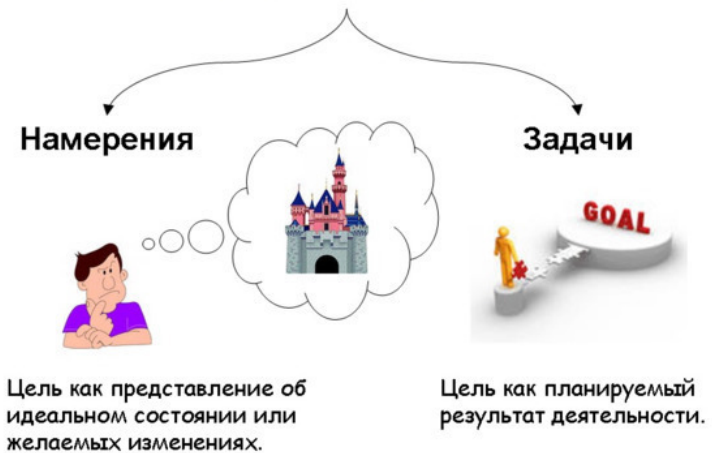 Намерения
Задачи
GOAL
Цель как представление об
идеальном состоянии или
желаемых изменениях.
Цель как планируемый
результат деятельности.